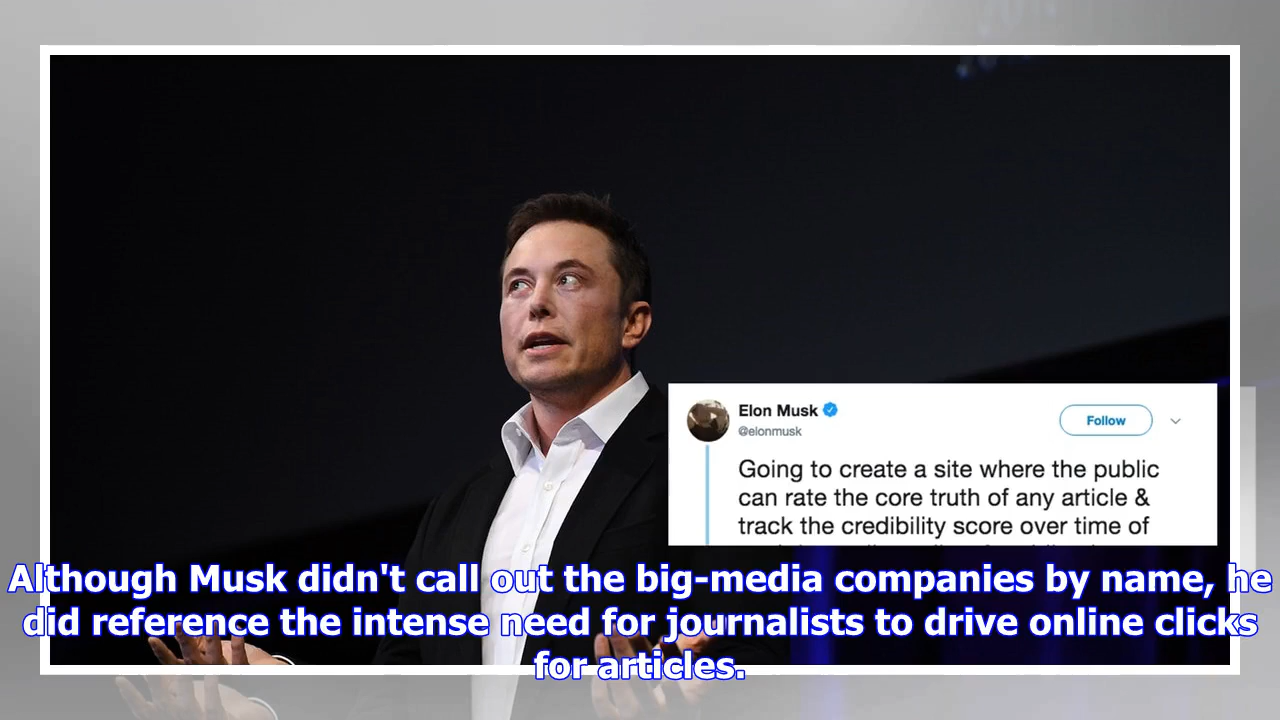 Elon Musk
@elonmusk
Follow
Going to create a site where the public
can rate the core truth of any article &
track the credibility score over time of
Although Musk didn't call out the big-media companies by name, he
did reference the intense need for journalists to drive online clicks
for articles.